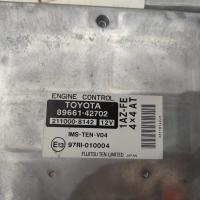 ENGINE CONTROL
TOYOTA
89661-42702
211000-8142 12V
1AZ-FE
4×4 AT
IMS-TEN-V04
E13 97RI-010004
FUJITSU TEN LIMITED JAPAN